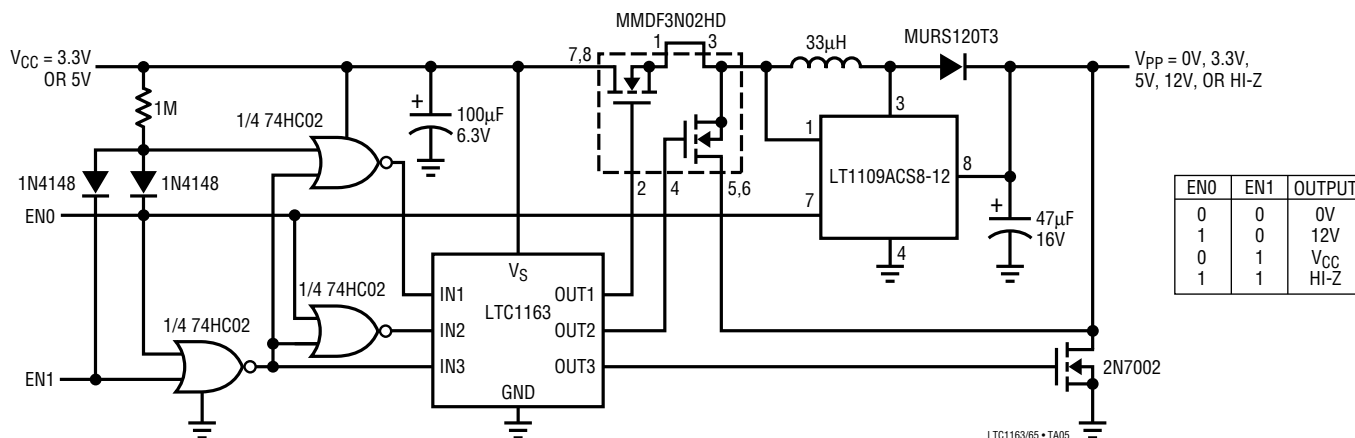 MMDF3N02HD
V_CC = 3.3V
OR 5V
7,8
1
3
33µH
MURS120T3
V_PP = 0V, 3.3V,
5V, 12V, OR HI-Z
1M
1/4 74HC02
+
100µF
6.3V
3
1
1N4148
1N4148
2
4
5,6
LT1109ACS8-12
8
7
EN0
+
47µF
16V
4
EN0 EN1 OUTPUT
0 0 0V
1 0 12V
0 1 V_CC
1 1 HI-Z
V_S
LTC1163
1/4 74HC02
IN1
OUT1
IN2
OUT2
1/4 74HC02
IN3
OUT3
GND
EN1
2N7002
LTC1163/65 • TA05